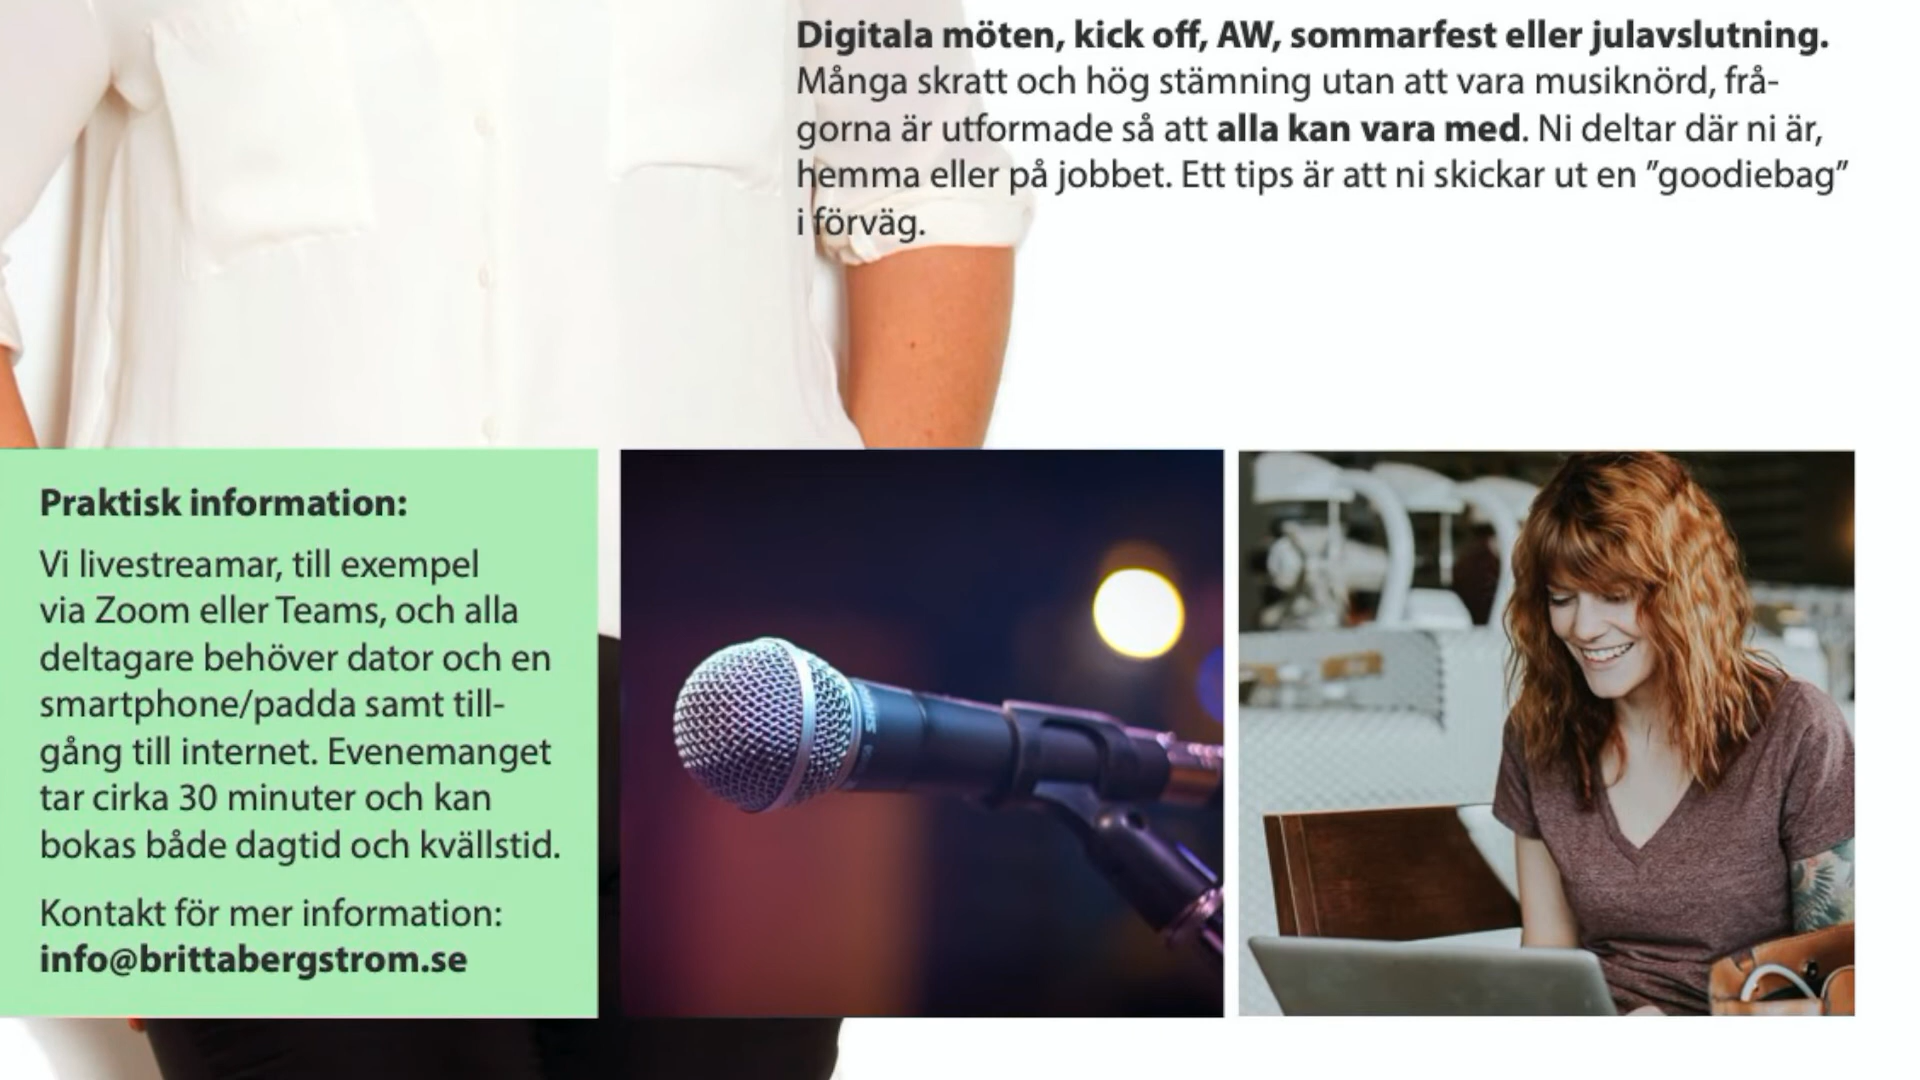 Digitala möten, kick off, AW, sommarfest eller julavslutning.
Många skratt och hög stämning utan att vara musiknörd, frå-
gorna är utformade så att alla kan vara med. Ni deltar där ni är,
hemma eller på jobbet. Ett tips är att ni skickar ut en ”goodiebag”
i förväg.
Praktisk information:
Vi livestreamar, till exempel
via Zoom eller Teams, och alla
deltagare behöver dator och en
smartphone/padda samt till-
gång till internet. Evenemanget
tar cirka 30 minuter och kan
bokas både dagtid och kvällstid.
Kontakt för mer information:
info@brittabergstrom.se